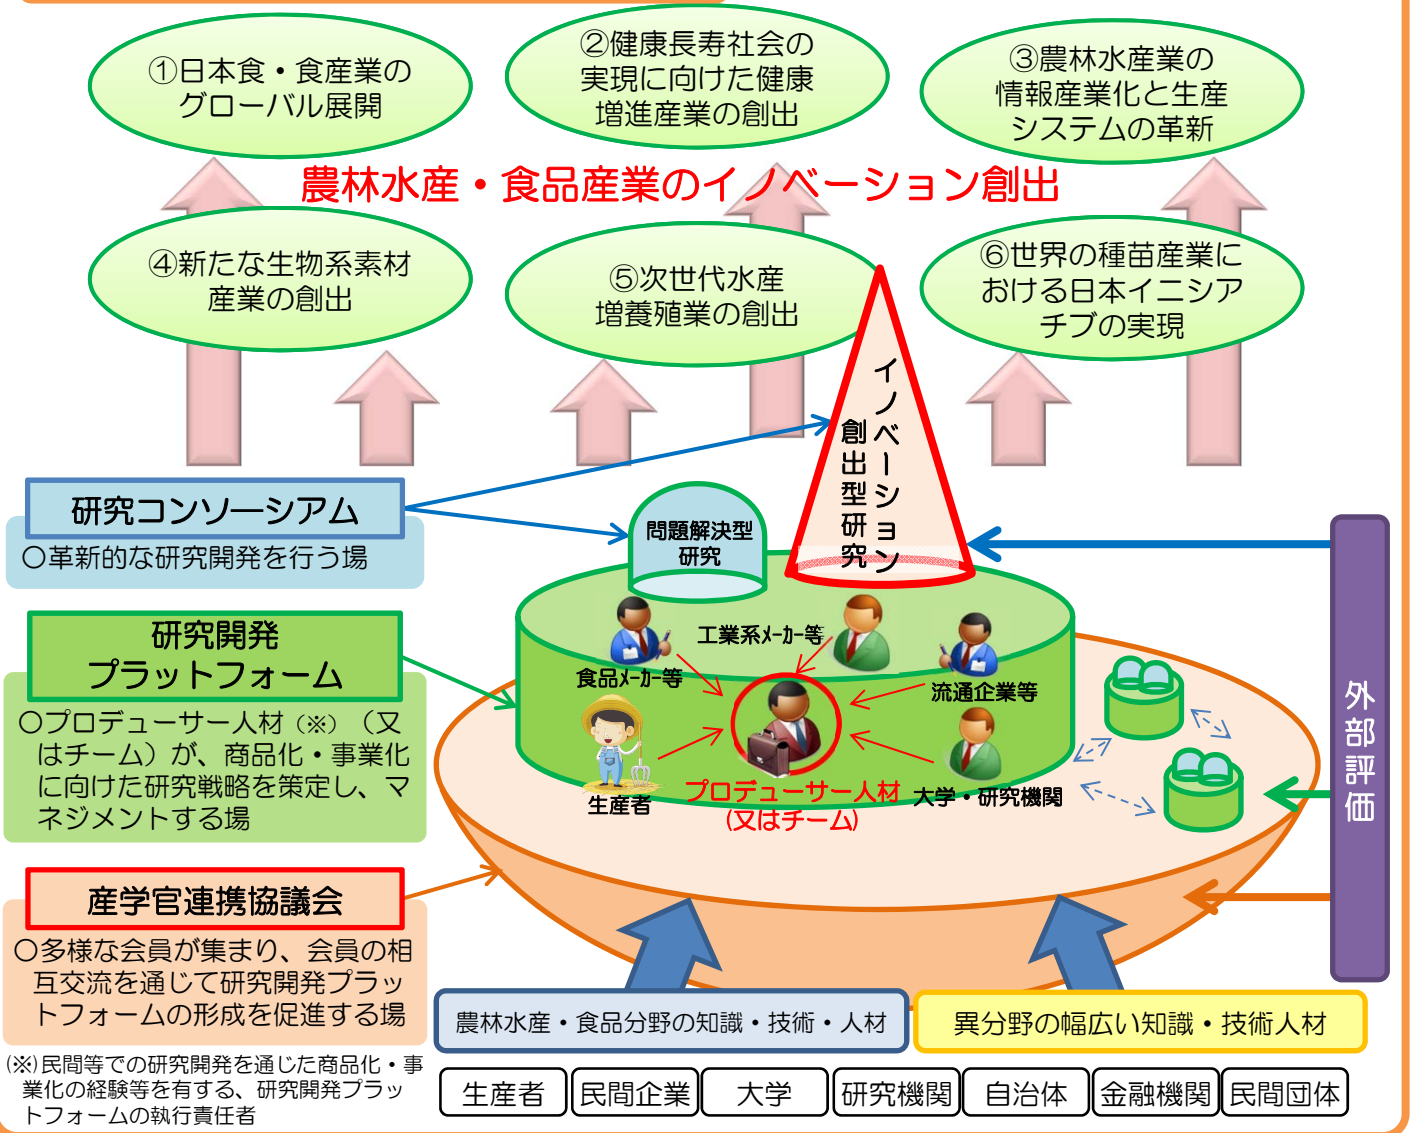 ①日本食・食産業の
グローバル展開
②健康長寿社会の
実現に向けた健康
増進産業の創出
③農林水産業の
情報産業化と生産
システムの革新
農林水産・食品産業のイノベーション創出
④新たな生物系素材
産業の創出
⑤次世代水産
増養殖業の創出
⑥世界の種苗産業に
おける日本イニシア
チブの実現
イノベーション
創出型研究
研究コンソーシアム
○革新的な研究開発を行う場
問題解決型
研究
研究開発
プラットフォーム
○プロデューサー人材（※）（又
はチーム）が、商品化・事業化
に向けた研究戦略を策定し、マ
ネジメントする場
工業系メーカー等
食品メーカー等
流通企業等
生産者
プロデューサー人材
(又はチーム)
大学・研究機関
外部評価
産学官連携協議会
○多様な会員が集まり、会員の相
互交流を通じて研究開発プラッ
トフォームの形成を促進する場
農林水産・食品分野の知識・技術・人材
異分野の幅広い知識・技術人材
(※)民間等での研究開発を通じた商品化・事
業化の経験等を有する、研究開発プラッ
トフォームの執行責任者
生産者
民間企業
大学
研究機関
自治体
金融機関
民間団体